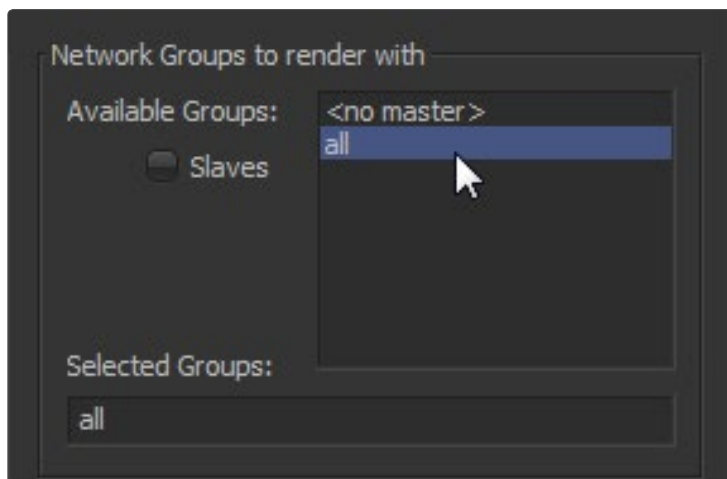 Network Groups to render with
Available Groups:
<no master>
all
Slaves
Selected Groups:
all